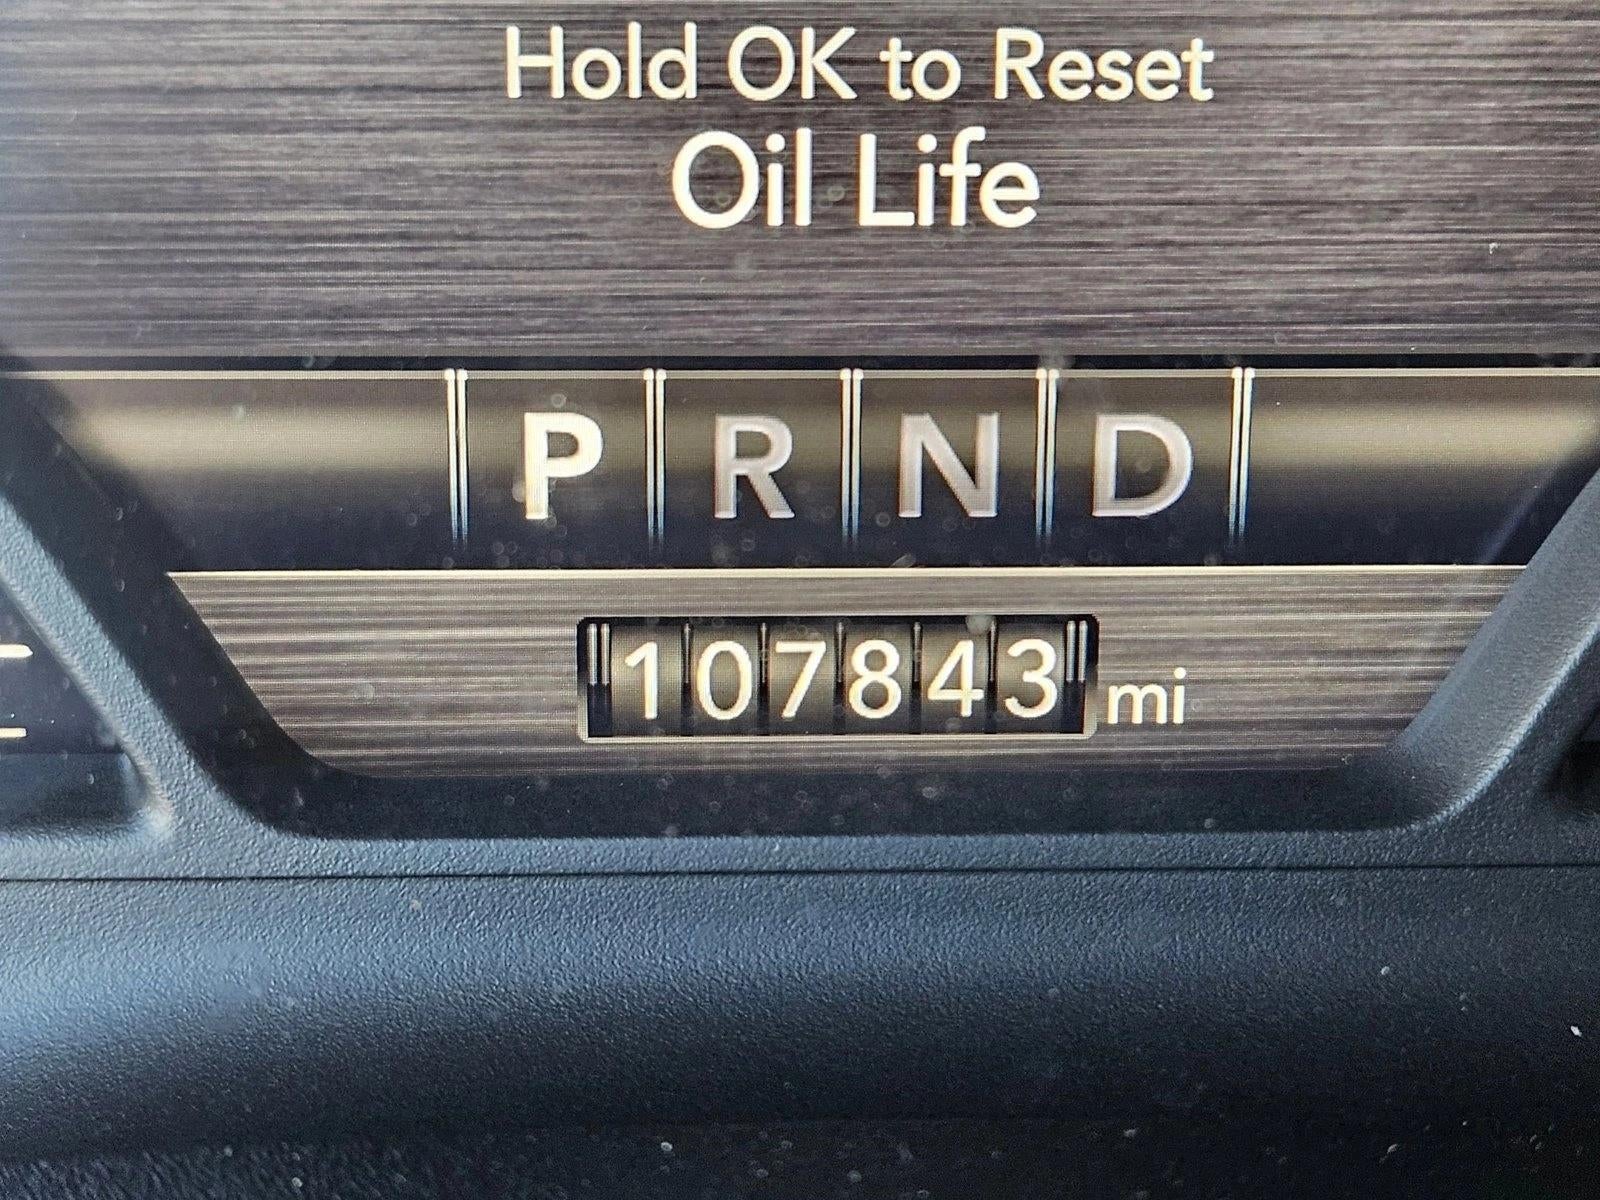 Hold OK to Reset
Oil Life
P R N D
107843 mi